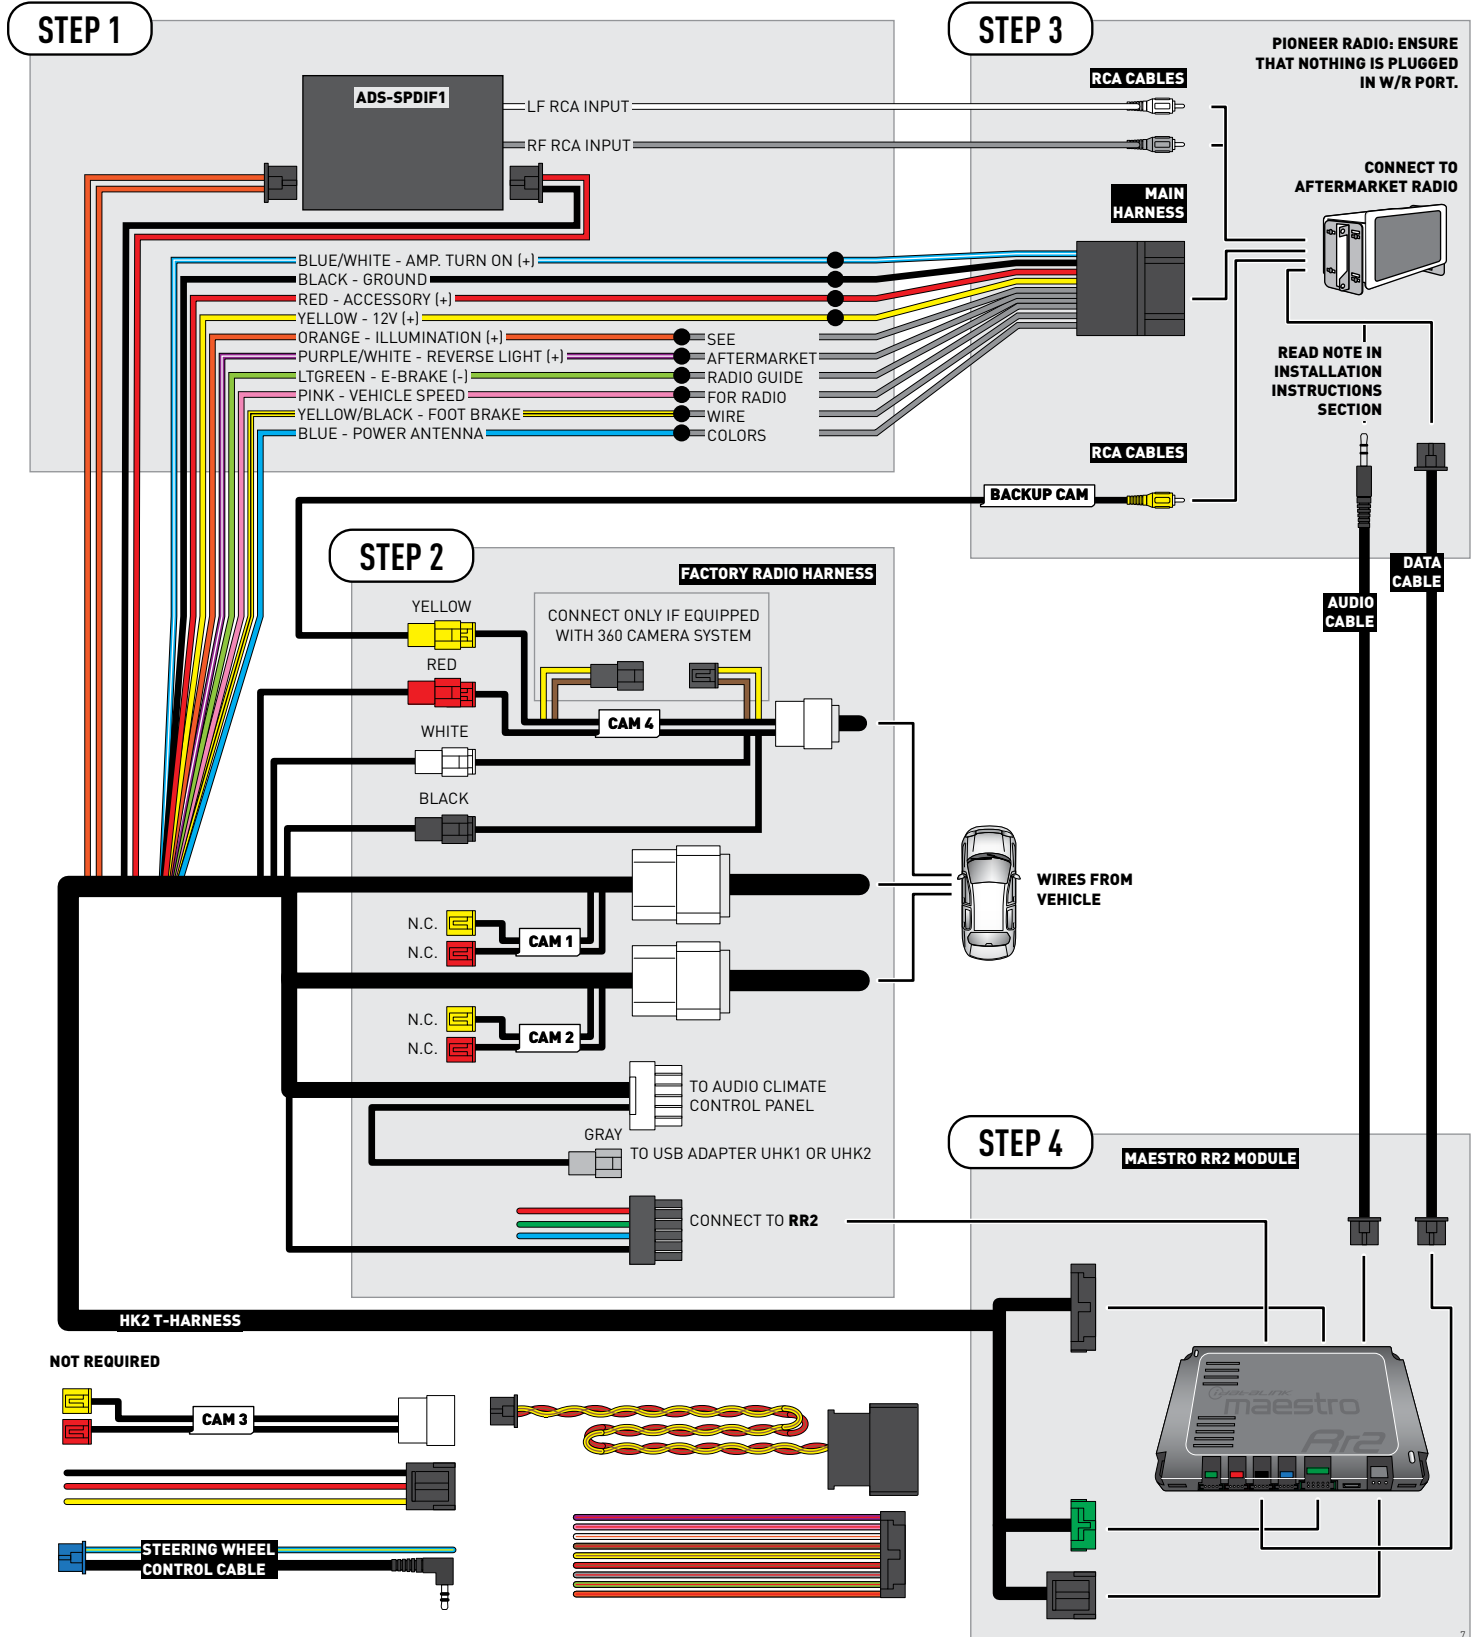 STEP 1
ADS-SPDIF1
LF RCA INPUT
RF RCA INPUT
BLUE/WHITE - AMP. TURN ON (+)
BLACK - GROUND
RED - ACCESSORY (+)
YELLOW - 12V (+)
ORANGE - ILLUMINATION (+)
PURPLE/WHITE - REVERSE LIGHT (+)
LTGREEN - E-BRAKE (-)
PINK - VEHICLE SPEED
YELLOW/BLACK - FOOT BRAKE
BLUE - POWER ANTENNA
SEE
AFTERMARKET
RADIO GUIDE
FOR RADIO
WIRE
COLORS
STEP 3
PIONEER RADIO: ENSURE
THAT NOTHING IS PLUGGED
IN W/R PORT.
RCA CABLES
CONNECT TO
AFTERMARKET RADIO
MAIN
HARNESS
READ NOTE IN
INSTALLATION
INSTRUCTIONS
SECTION
RCA CABLES
BACKUP CAM
DATA
CABLE
AUDIO
CABLE
STEP 2
FACTORY RADIO HARNESS
YELLOW
CONNECT ONLY IF EQUIPPED
WITH 360 CAMERA SYSTEM
RED
CAM 4
WHITE
BLACK
WIRES FROM
VEHICLE
N.C.
CAM 1
N.C.
N.C.
CAM 2
N.C.
TO AUDIO CLIMATE
CONTROL PANEL
GRAY
TO USB ADAPTER UHK1 OR UHK2
CONNECT TO RR2
STEP 4
MAESTRO RR2 MODULE
HK2 T-HARNESS
NOT REQUIRED
CAM 3
STEERING WHEEL
CONTROL CABLE
iDataLink
maestro
Rr2
7